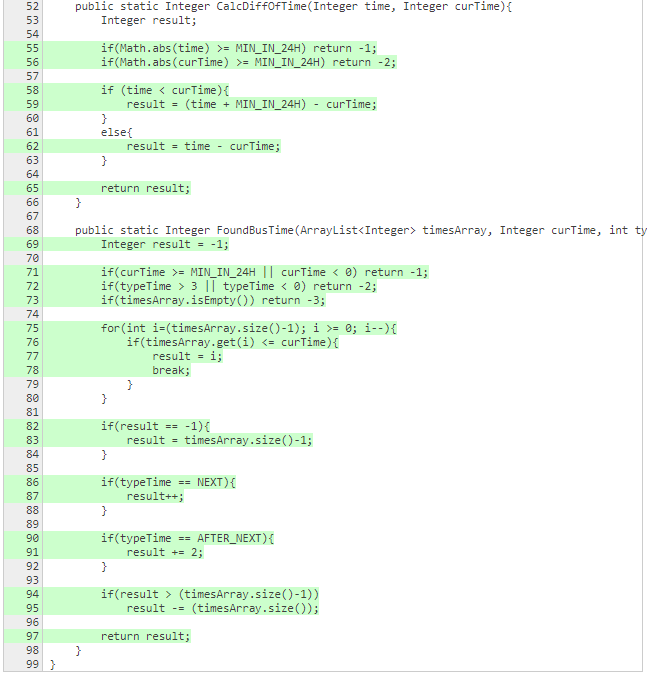 52 public static Integer CalcDiffOfTime(Integer time, Integer curTime){
53 Integer result;
54
55 if(Math.abs(time) >= MIN_IN_24H) return -1;
56 if(Math.abs(curTime) >= MIN_IN_24H) return -2;
57
58 if (time < curTime){
59 result = (time + MIN_IN_24H) - curTime;
60 }
61 else{
62 result = time - curTime;
63 }
64
65 return result;
66 }
67
68 public static Integer FoundBusTime(ArrayList<Integer> timesArray, Integer curTime, int ty
69 Integer result = -1;
70
71 if(curTime >= MIN_IN_24H || curTime < 0) return -1;
72 if(typeTime > 3 || typeTime < 0) return -2;
73 if(timesArray.isEmpty()) return -3;
74
75 for(int i=(timesArray.size()-1); i >= 0; i--){
76 if(timesArray.get(i) <= curTime){
77 result = i;
78 break;
79 }
80 }
81
82 if(result == -1){
83 result = timesArray.size()-1;
84 }
85
86 if(typeTime == NEXT){
87 result++;
88 }
89
90 if(typeTime == AFTER_NEXT){
91 result += 2;
92 }
93
94 if(result > (timesArray.size()-1))
95 result -= (timesArray.size());
96
97 return result;
98 }
99 }